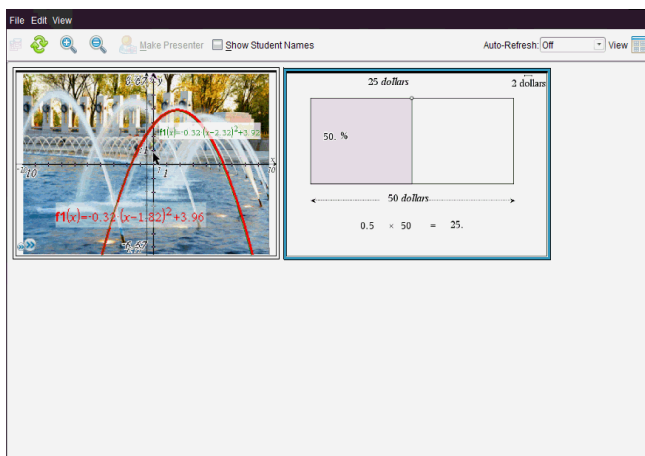 File Edit View
Make Presenter Show Student Names Auto-Refresh: Off View
6.67 y
f1(x)=-0.32·(x-2.32)²+3.92
1
x
-10 1 10
f1(x)=-0.32·(x-1.82)²+3.96
-6.67
25 dollars 2 dollars
50. %
50 dollars
0.5 × 50 = 25.